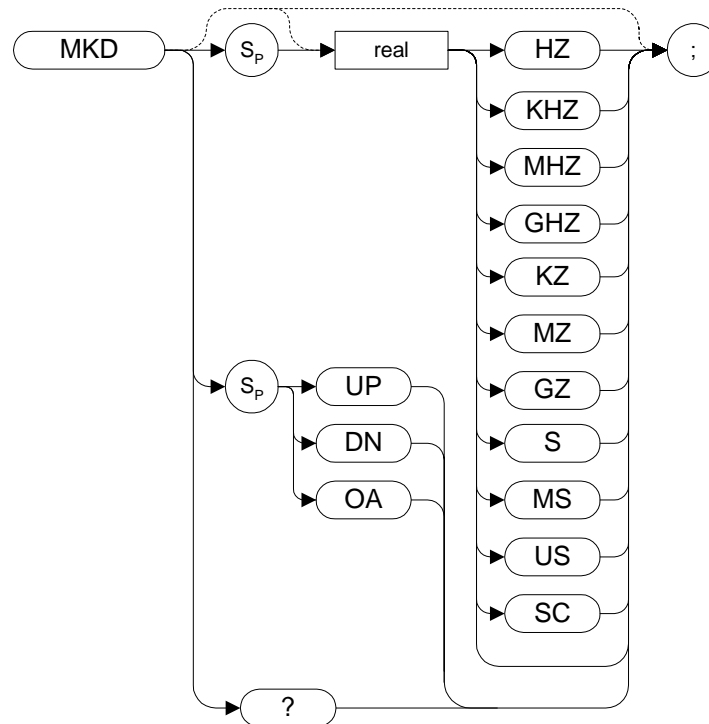 MKD SP real HZ ;
KHZ
MHZ
GHZ
KZ
MZ
SP UP GZ
DN S
OA MS
US
SC
?